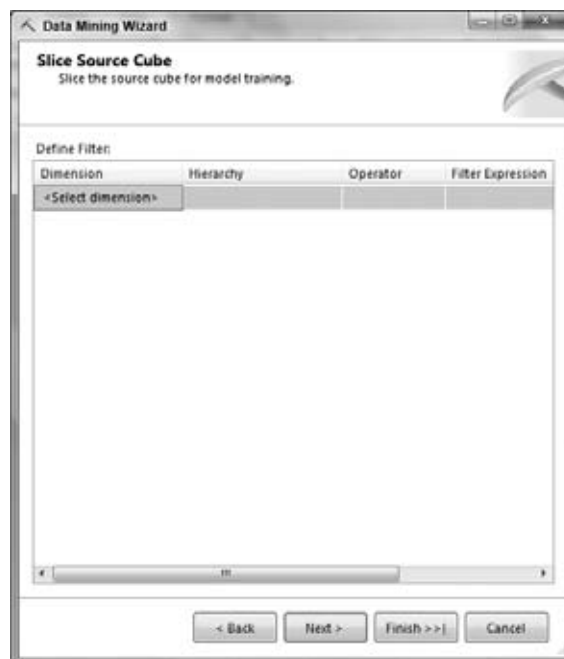 Data Mining Wizard
Slice Source Cube
Slice the source cube for model training.
Define Filter:
Dimension Hierarchy Operator Filter Expression
<Select dimension>
< Back Next > Finish >>| Cancel